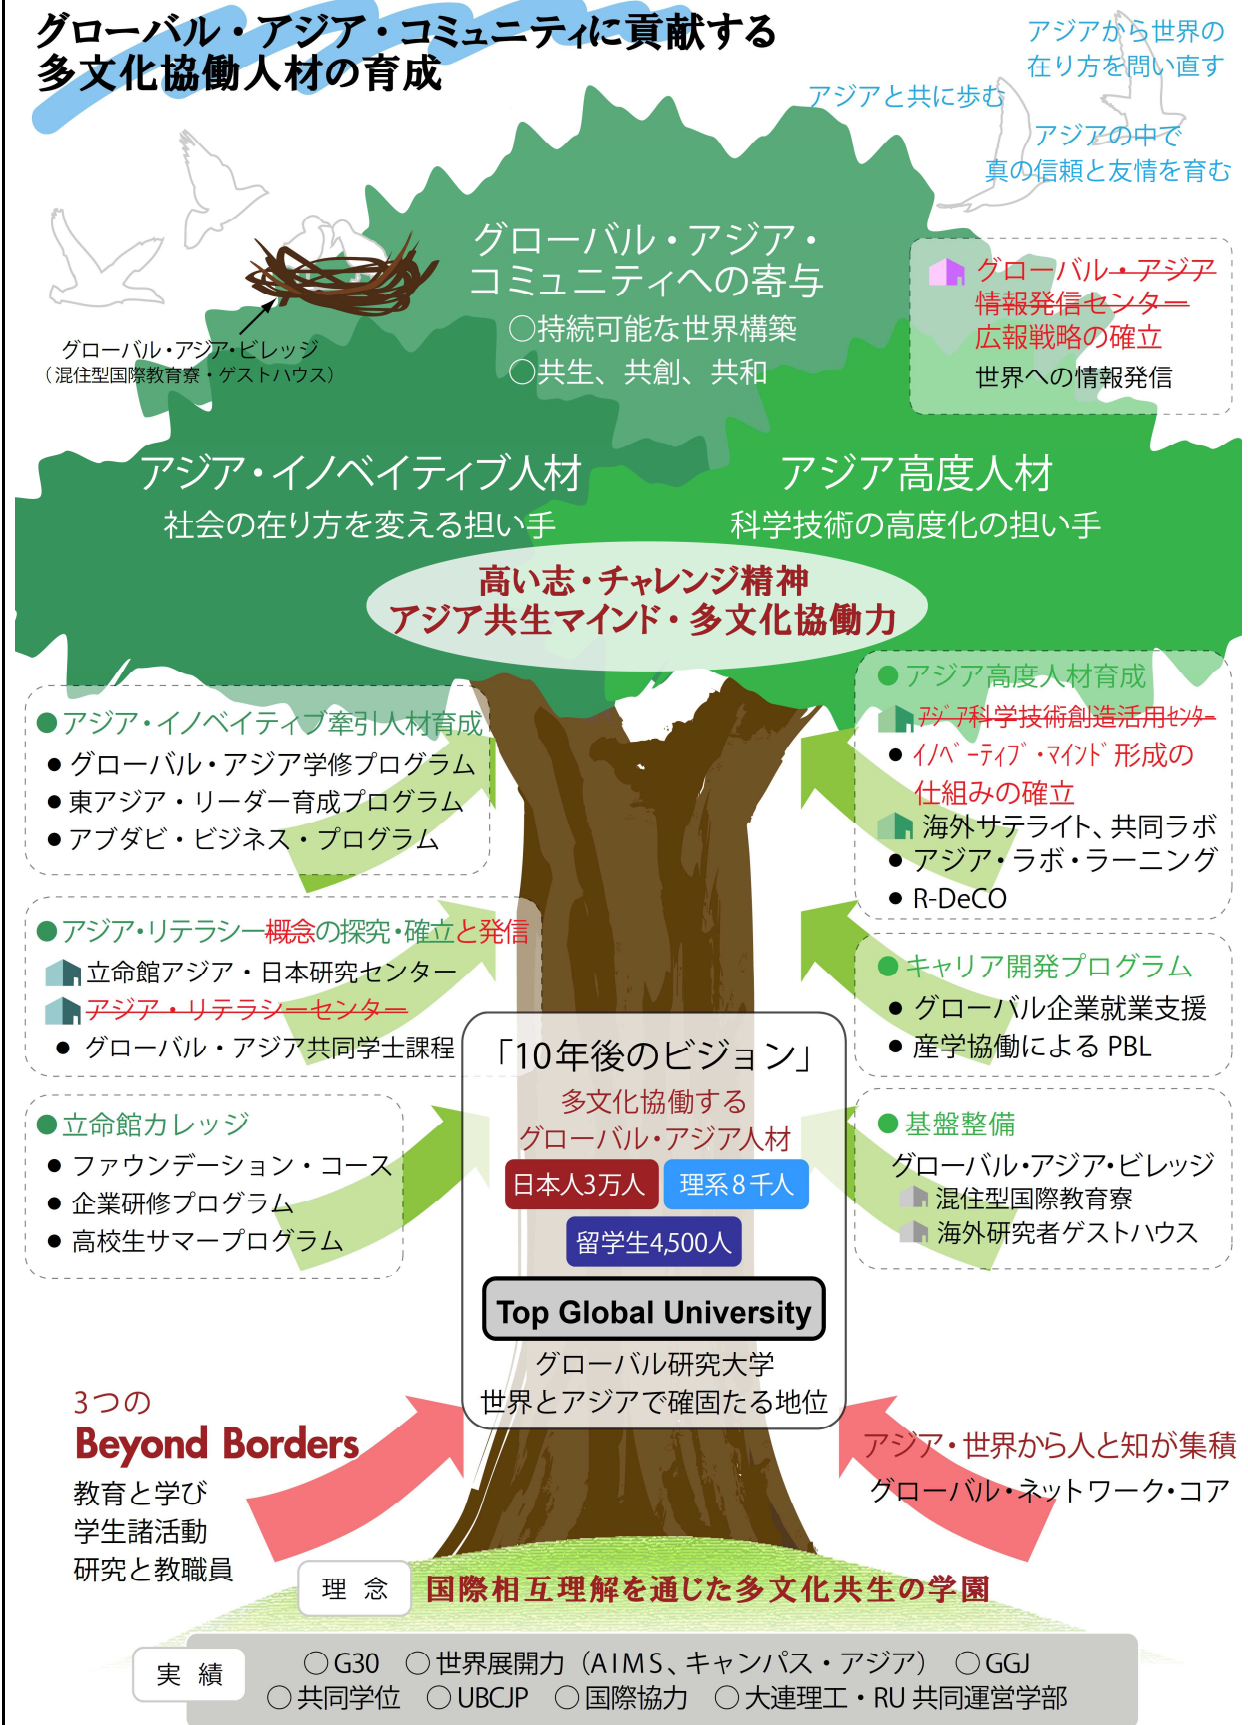 グローバル・アジア・コミュニティに貢献する
多文化協働人材の育成
アジアから世界の
在り方を問い直す
アジアと共に歩む
アジアの中で
真の信頼と友情を育む
グローバル・アジア・
コミュニティへの寄与
○持続可能な世界構築
○共生、共創、共和
グローバル・アジア・ビレッジ
（混住型国際教育寮・ゲストハウス）
グローバル・アジア
情報発信センター
広報戦略の確立
世界への情報発信
アジア・イノベイティブ人材
社会の在り方を変える担い手
アジア高度人材
科学技術の高度化の担い手
高い志・チャレンジ精神
アジア共生マインド・多文化協働力
●アジア・イノベイティブ牽引人材育成
● グローバル・アジア学修プログラム
● 東アジア・リーダー育成プログラム
● アブダビ・ビジネス・プログラム
●アジア・リテラシー概念の探究・確立と発信
立命館アジア・日本研究センター
アジア・リテラシーセンター
● グローバル・アジア共同学士課程
●立命館カレッジ
● ファウンデーション・コース
● 企業研修プログラム
● 高校生サマープログラム
●アジア高度人材育成
ｱｼﾞｱ科学技術創造活用ｾﾝﾀｰ
● ｲﾉﾍﾞｰﾃｨﾌﾞ・ﾏｲﾝﾄﾞ形成の
仕組みの確立
海外サテライト、共同ラボ
● アジア・ラボ・ラーニング
● R-DeCO
●キャリア開発プログラム
● グローバル企業就業支援
● 産学協働による PBL
●基盤整備
グローバル・アジア・ビレッジ
混住型国際教育寮
海外研究者ゲストハウス
「10年後のビジョン」
多文化協働する
グローバル・アジア人材
日本人3万人 理系8千人
留学生4,500人
Top Global University
グローバル研究大学
世界とアジアで確固たる地位
3つの
Beyond Borders
教育と学び
学生諸活動
研究と教職員
アジア・世界から人と知が集積
グローバル・ネットワーク・コア
理 念 国際相互理解を通じた多文化共生の学園
実 績 ○G30 ○世界展開力（AIMS、キャンパス・アジア） ○GGJ
○共同学位 ○UBCJP ○国際協力 ○大連理工・RU 共同運営学部